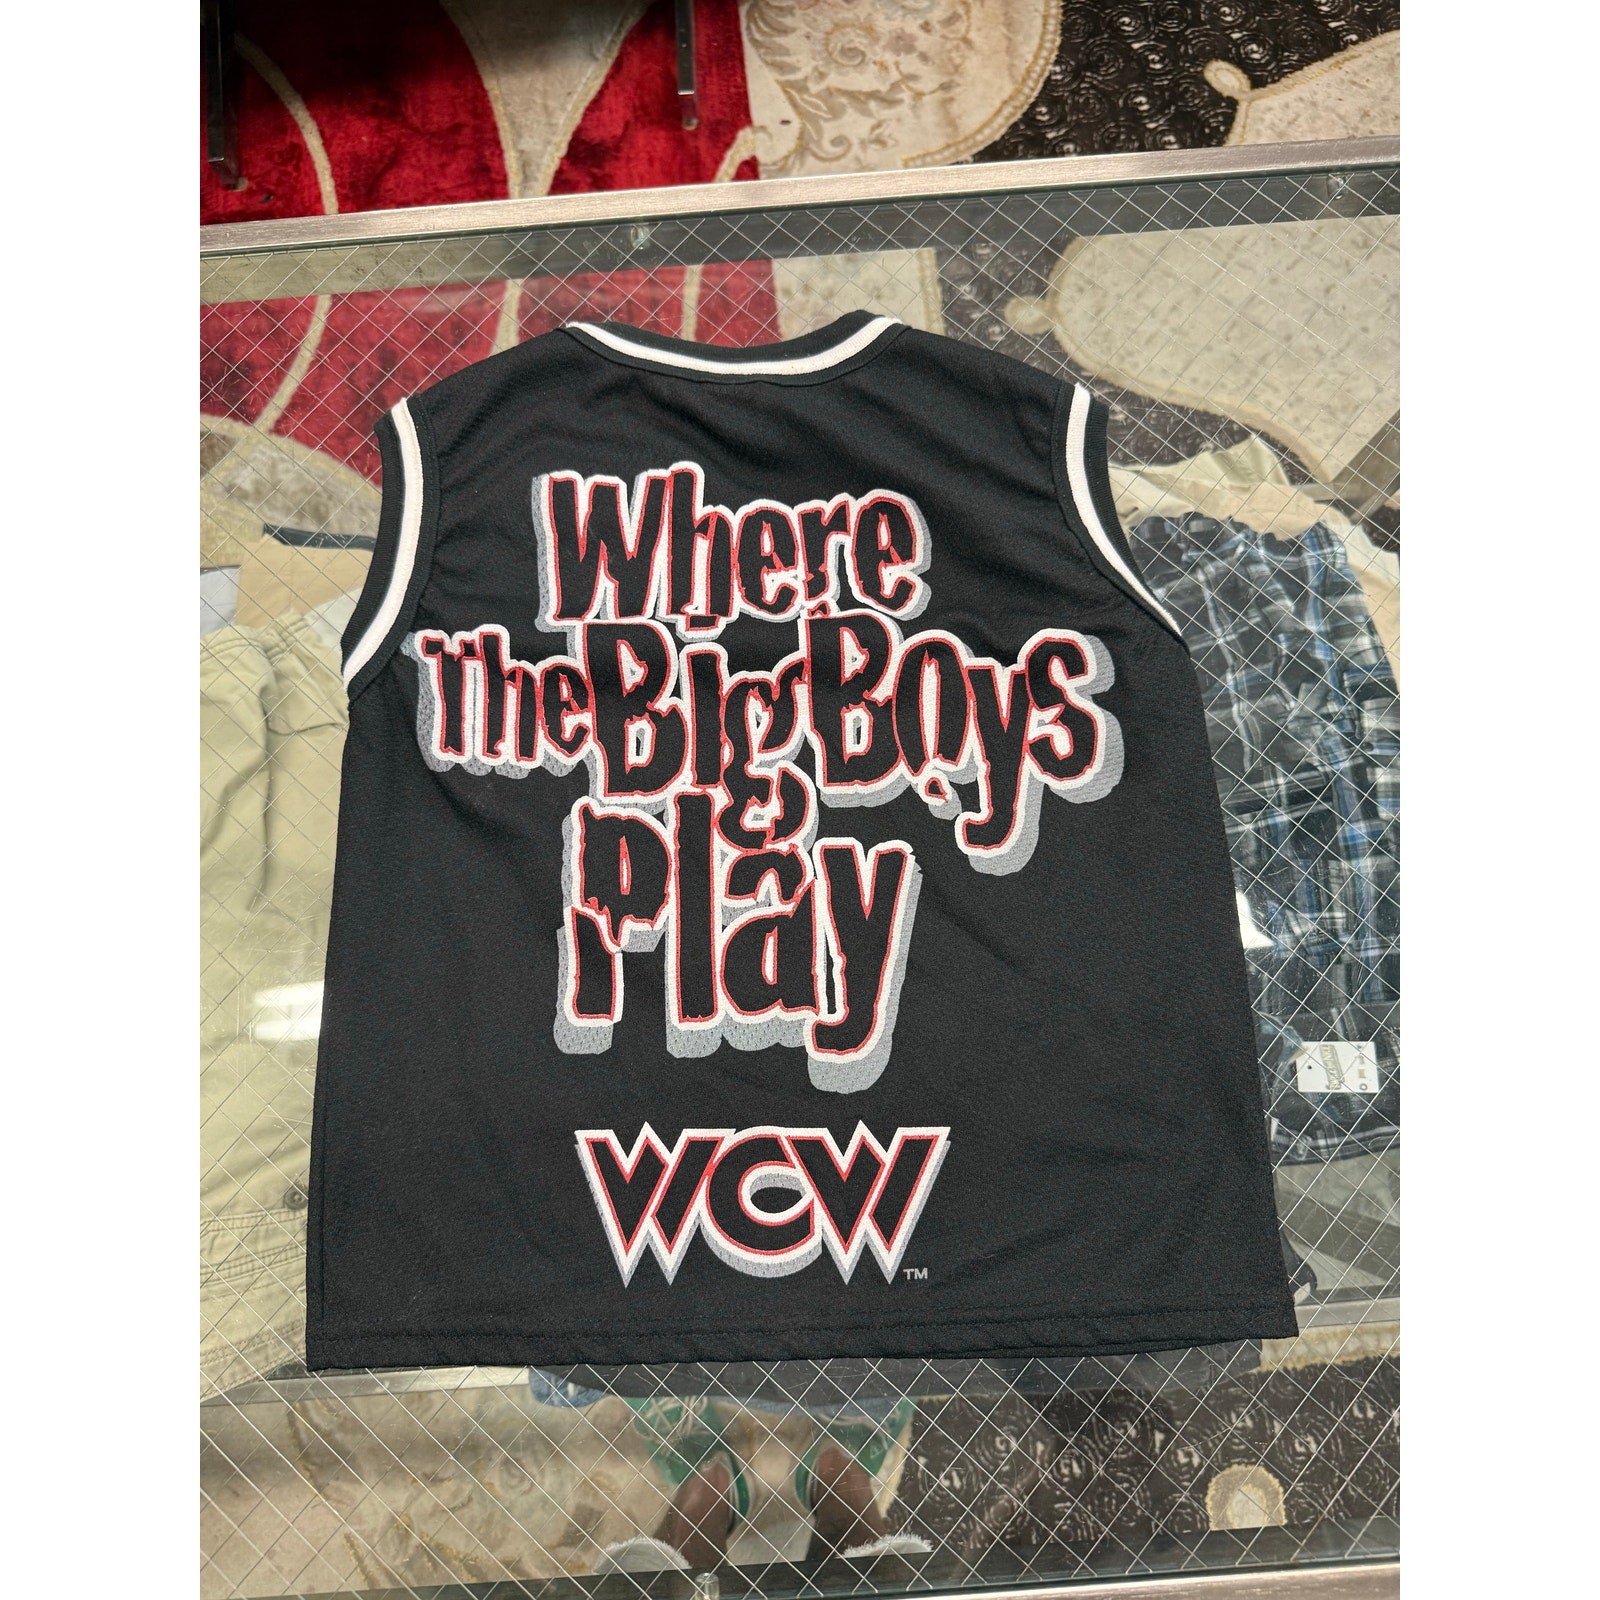 Where
The Big Boys
Play
WCW
TM